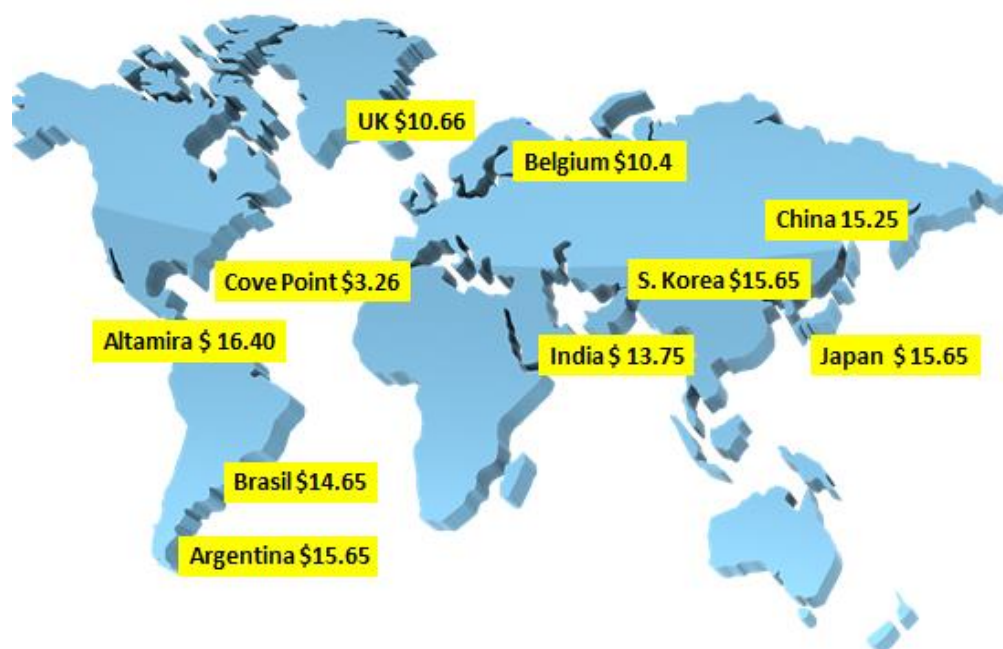 UK $10.66
Belgium $10.4
China 15.25
Cove Point $3.26
S. Korea $15.65
Altamira $ 16.40
India $ 13.75
Japan $ 15.65
Brasil $14.65
Argentina $15.65